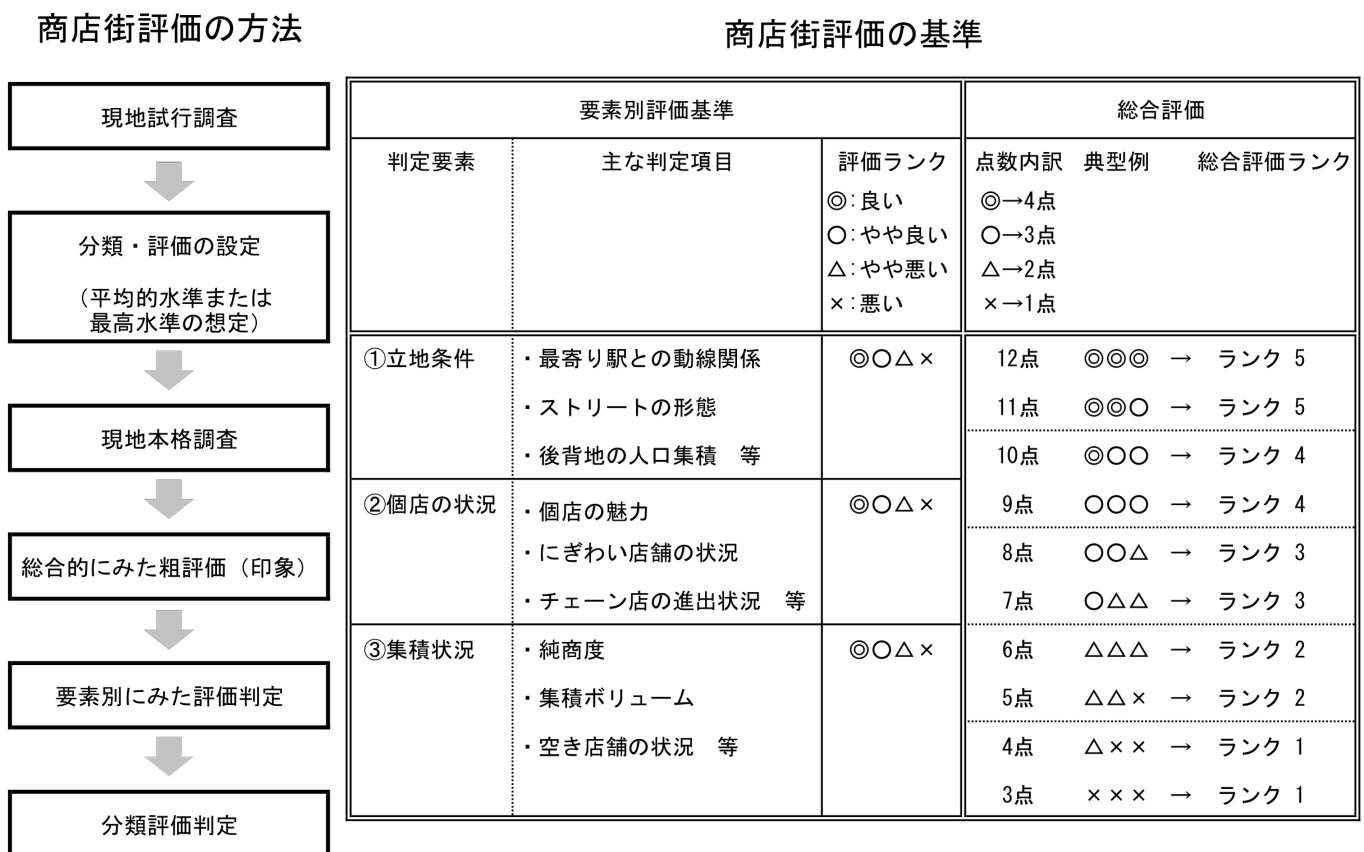 商店街評価の方法
現地試行調査
分類・評価の設定
(平均的水準または
最高水準の想定)
現地本格調査
総合的にみた粗評価(印象)
要素別にみた評価判定
分類評価判定
商店街評価の基準
要素別評価基準 総合評価
判定要素 主な判定項目 評価ランク 点数内訳 典型例 総合評価ランク
◎:良い ◎→4点
○:やや良い ○→3点
△:やや悪い △→2点
×:悪い ×→1点
①立地条件 ・最寄り駅との動線関係 ◎○△× 12点 ◎◎◎ → ランク 5
・ストリートの形態 11点 ◎◎○ → ランク 5
・後背地の人口集積 等 10点 ◎○○ → ランク 4
②個店の状況 ・個店の魅力 ◎○△× 9点 ○○○ → ランク 4
・にぎわい店舗の状況 8点 ○○△ → ランク 3
・チェーン店の進出状況 等 7点 ○△△ → ランク 3
③集積状況 ・純商度 ◎○△× 6点 △△△ → ランク 2
・集積ボリューム 5点 △△× → ランク 2
・空き店舗の状況 等 4点 △×× → ランク 1
3点 ××× → ランク 1